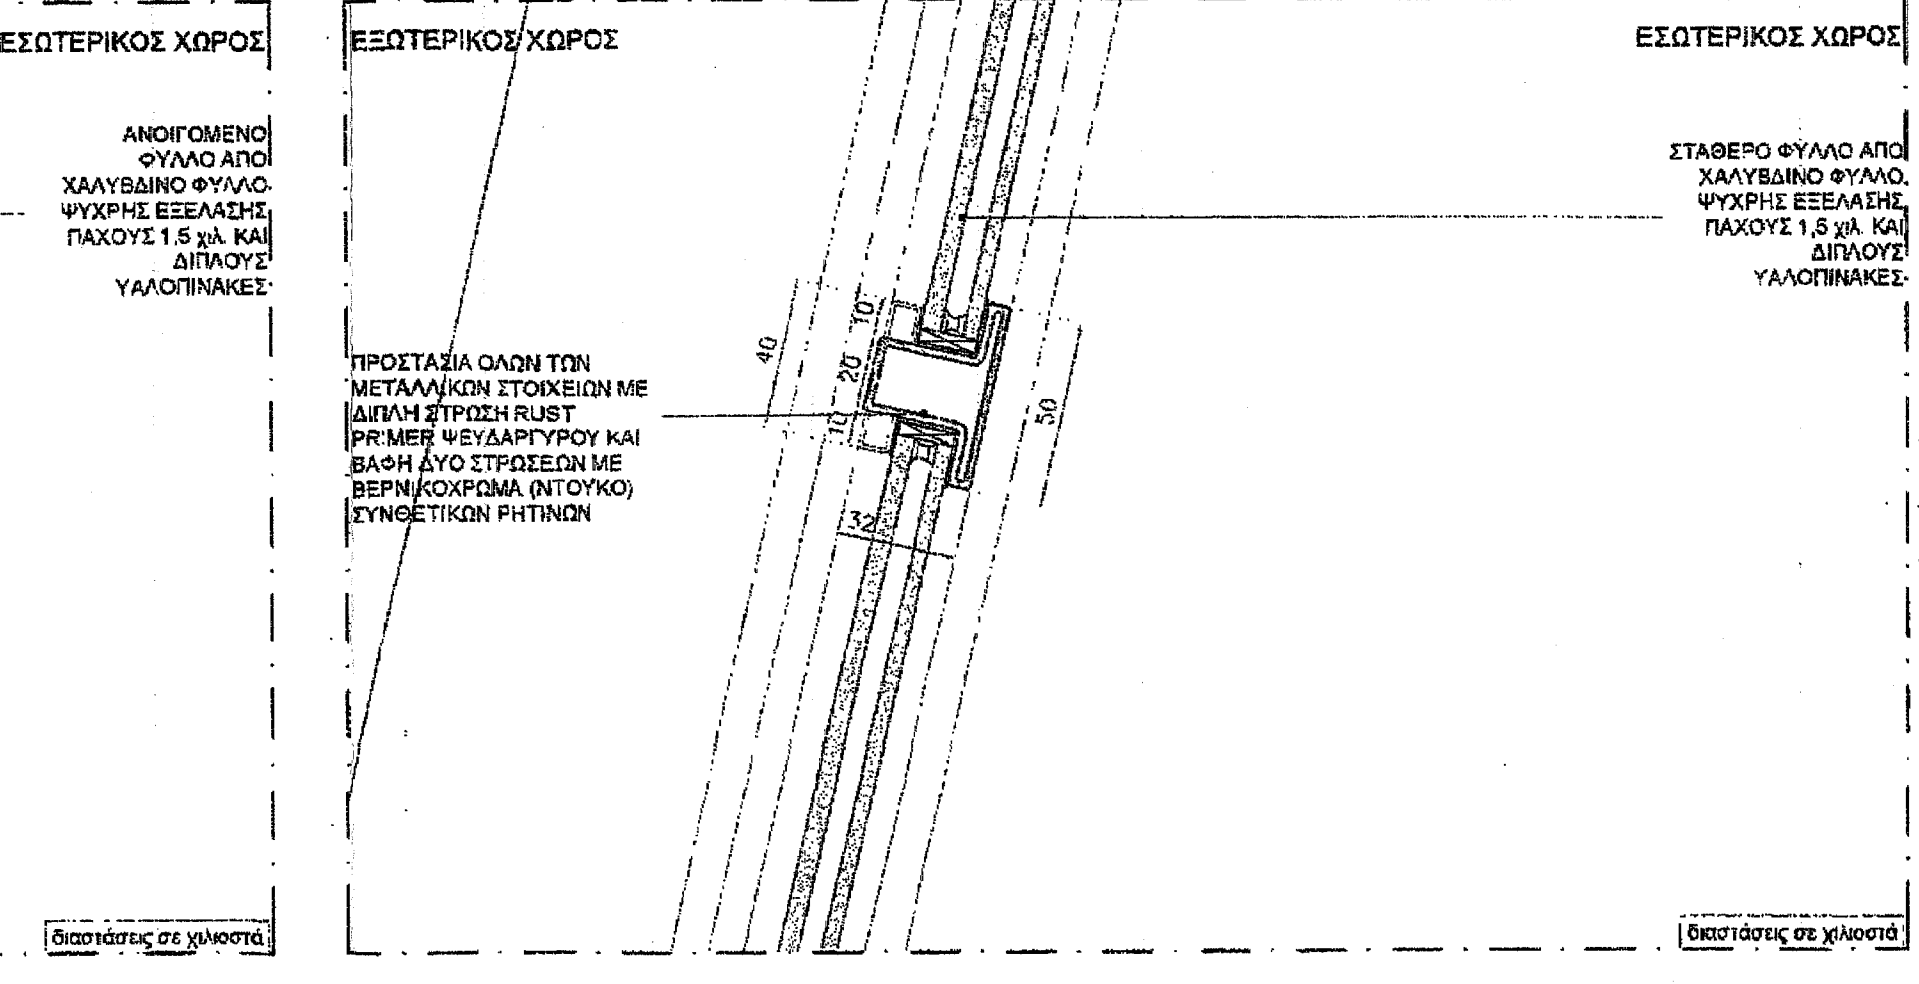 ΕΣΩΤΕΡΙΚΟΣ ΧΩΡΟΣ
ΑΝΟΙΓΟΜΕΝΟ
ΦΥΛΛΟ ΑΠΟ
ΧΑΛΥΒΔΙΝΟ ΦΥΛΛΟ
ΨΥΧΡΗΣ ΕΞΕΛΑΣΗΣ
ΠΑΧΟΥΣ 1,5 χιλ. ΚΑΙ
ΔΙΠΛΟΥΣ
ΥΑΛΟΠΙΝΑΚΕΣ
διαστάσεις σε χιλιοστά
ΕΞΩΤΕΡΙΚΟΣ ΧΩΡΟΣ
ΠΡΟΣΤΑΣΙΑ ΟΛΩΝ ΤΩΝ
ΜΕΤΑΛΛΙΚΩΝ ΣΤΟΙΧΕΙΩΝ ΜΕ
ΔΙΠΛΗ ΣΤΡΩΣΗ RUST
PRIMER ΨΕΥΔΑΡΓΥΡΟΥ ΚΑΙ
ΒΑΦΗ ΔΥΟ ΣΤΡΩΣΕΩΝ ΜΕ
ΒΕΡΝΙΚΟΧΡΩΜΑ (ΝΤΟΥΚΟ)
ΣΥΝΘΕΤΙΚΩΝ ΡΗΤΙΝΩΝ
40
10
20
10
50
32
ΕΣΩΤΕΡΙΚΟΣ ΧΩΡΟΣ
ΣΤΑΘΕΡΟ ΦΥΛΛΟ ΑΠΟ
ΧΑΛΥΒΔΙΝΟ ΦΥΛΛΟ
ΨΥΧΡΗΣ ΕΞΕΛΑΣΗΣ
ΠΑΧΟΥΣ 1,5 χιλ. ΚΑΙ
ΔΙΠΛΟΥΣ
ΥΑΛΟΠΙΝΑΚΕΣ
διαστάσεις σε χιλιοστά